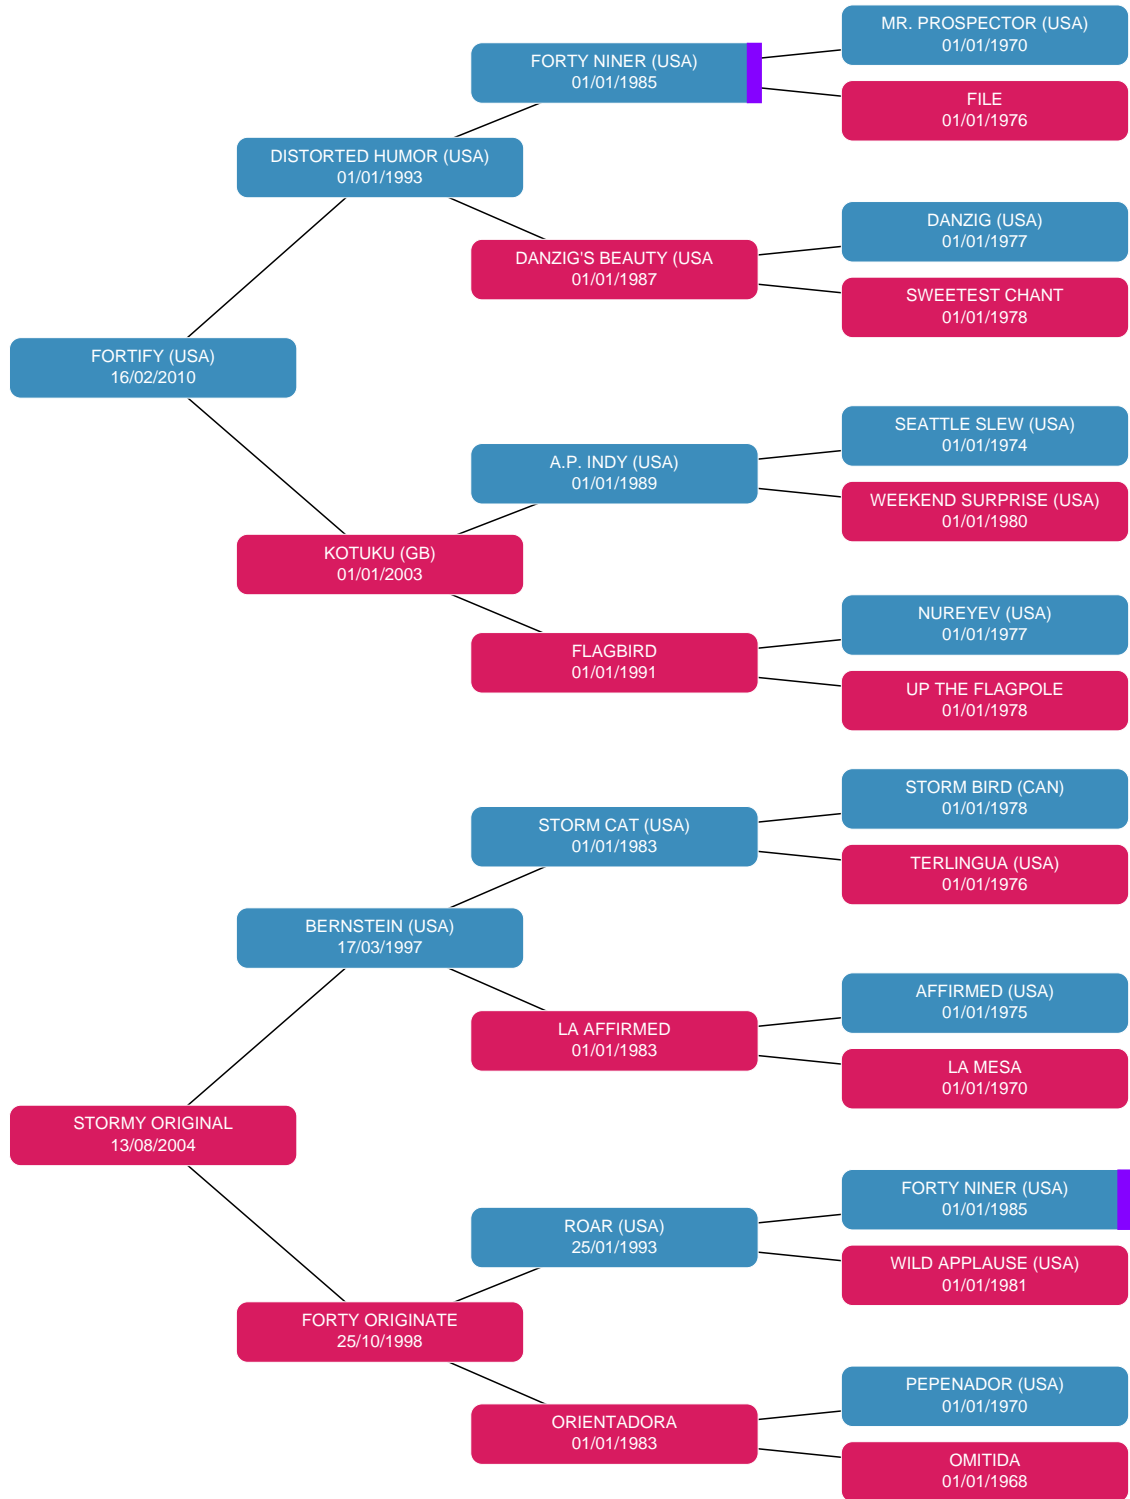 MR. PROSPECTOR (USA)
01/01/1970
FORTY NINER (USA)
01/01/1985
FILE
01/01/1976
DISTORTED HUMOR (USA)
01/01/1993
DANZIG (USA)
01/01/1977
DANZIG'S BEAUTY (USA
01/01/1987
SWEETEST CHANT
01/01/1978
FORTIFY (USA)
16/02/2010
SEATTLE SLEW (USA)
01/01/1974
A.P. INDY (USA)
01/01/1989
WEEKEND SURPRISE (USA)
01/01/1980
KOTUKU (GB)
01/01/2003
NUREYEV (USA)
01/01/1977
FLAGBIRD
01/01/1991
UP THE FLAGPOLE
01/01/1978
STORM BIRD (CAN)
01/01/1978
STORM CAT (USA)
01/01/1983
TERLINGUA (USA)
01/01/1976
BERNSTEIN (USA)
17/03/1997
AFFIRMED (USA)
01/01/1975
LA AFFIRMED
01/01/1983
LA MESA
01/01/1970
STORMY ORIGINAL
13/08/2004
FORTY NINER (USA)
01/01/1985
ROAR (USA)
25/01/1993
WILD APPLAUSE (USA)
01/01/1981
FORTY ORIGINATE
25/10/1998
PEPENADOR (USA)
01/01/1970
ORIENTADORA
01/01/1983
OMITIDA
01/01/1968